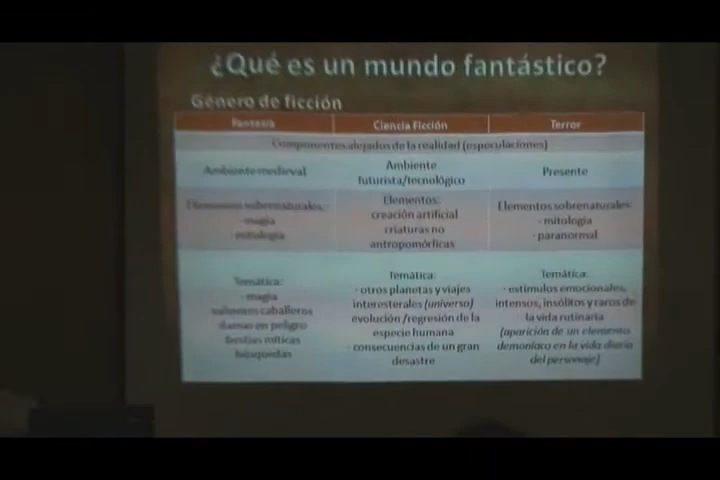 ¿Qué es un mundo fantástico?
Género de ficción
Fantasía Ciencia Ficción Terror
Componentes alejados de la realidad (especulaciones)
Ambiente medieval
Ambiente
futurista/tecnológico
Presente
Elementos sobrenaturales:
- magia
- mitología
Elementos:
creación artificial
criaturas no
antropomórficas
Elementos sobrenaturales:
- mitología
- paranormal
Temática:
- magia
valientes caballeros
damas en peligro
bestias míticas
búsquedas
Temática:
- otros planetas y viajes
interesterales (universo)
evolución /regresión de la
especie humana
- consecuencias de un gran
desastre
Temática:
- estímulos emocionales,
intensos, insólitos y raros de
la vida rutinaria
(aparición de un elemento
demoníaco en la vida diaria
del personaje)